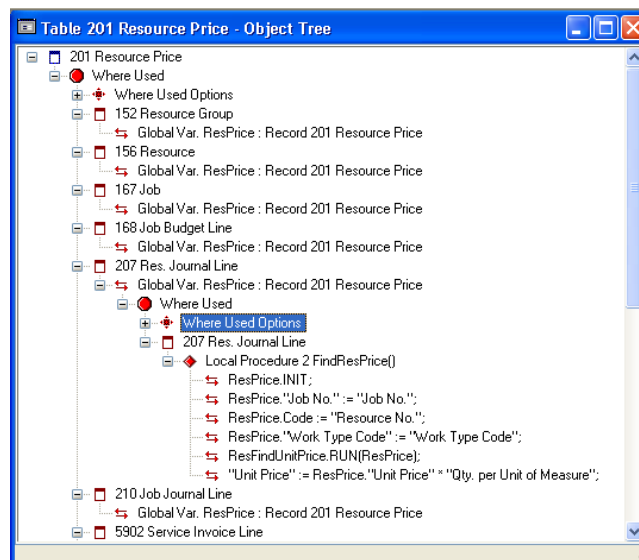 Table 201 Resource Price - Object Tree
201 Resource Price
Where Used
Where Used Options
152 Resource Group
Global Var. ResPrice : Record 201 Resource Price
156 Resource
Global Var. ResPrice : Record 201 Resource Price
167 Job
Global Var. ResPrice : Record 201 Resource Price
168 Job Budget Line
Global Var. ResPrice : Record 201 Resource Price
207 Res. Journal Line
Global Var. ResPrice : Record 201 Resource Price
Where Used
Where Used Options
207 Res. Journal Line
Local Procedure 2 FindResPrice()
ResPrice.INIT;
ResPrice."Job No." := "Job No.";
ResPrice.Code := "Resource No.";
ResPrice."Work Type Code" := "Work Type Code";
ResFindUnitPrice.RUN(ResPrice);
"Unit Price" := ResPrice."Unit Price" * "Qty. per Unit of Measure";
210 Job Journal Line
Global Var. ResPrice : Record 201 Resource Price
5902 Service Invoice Line